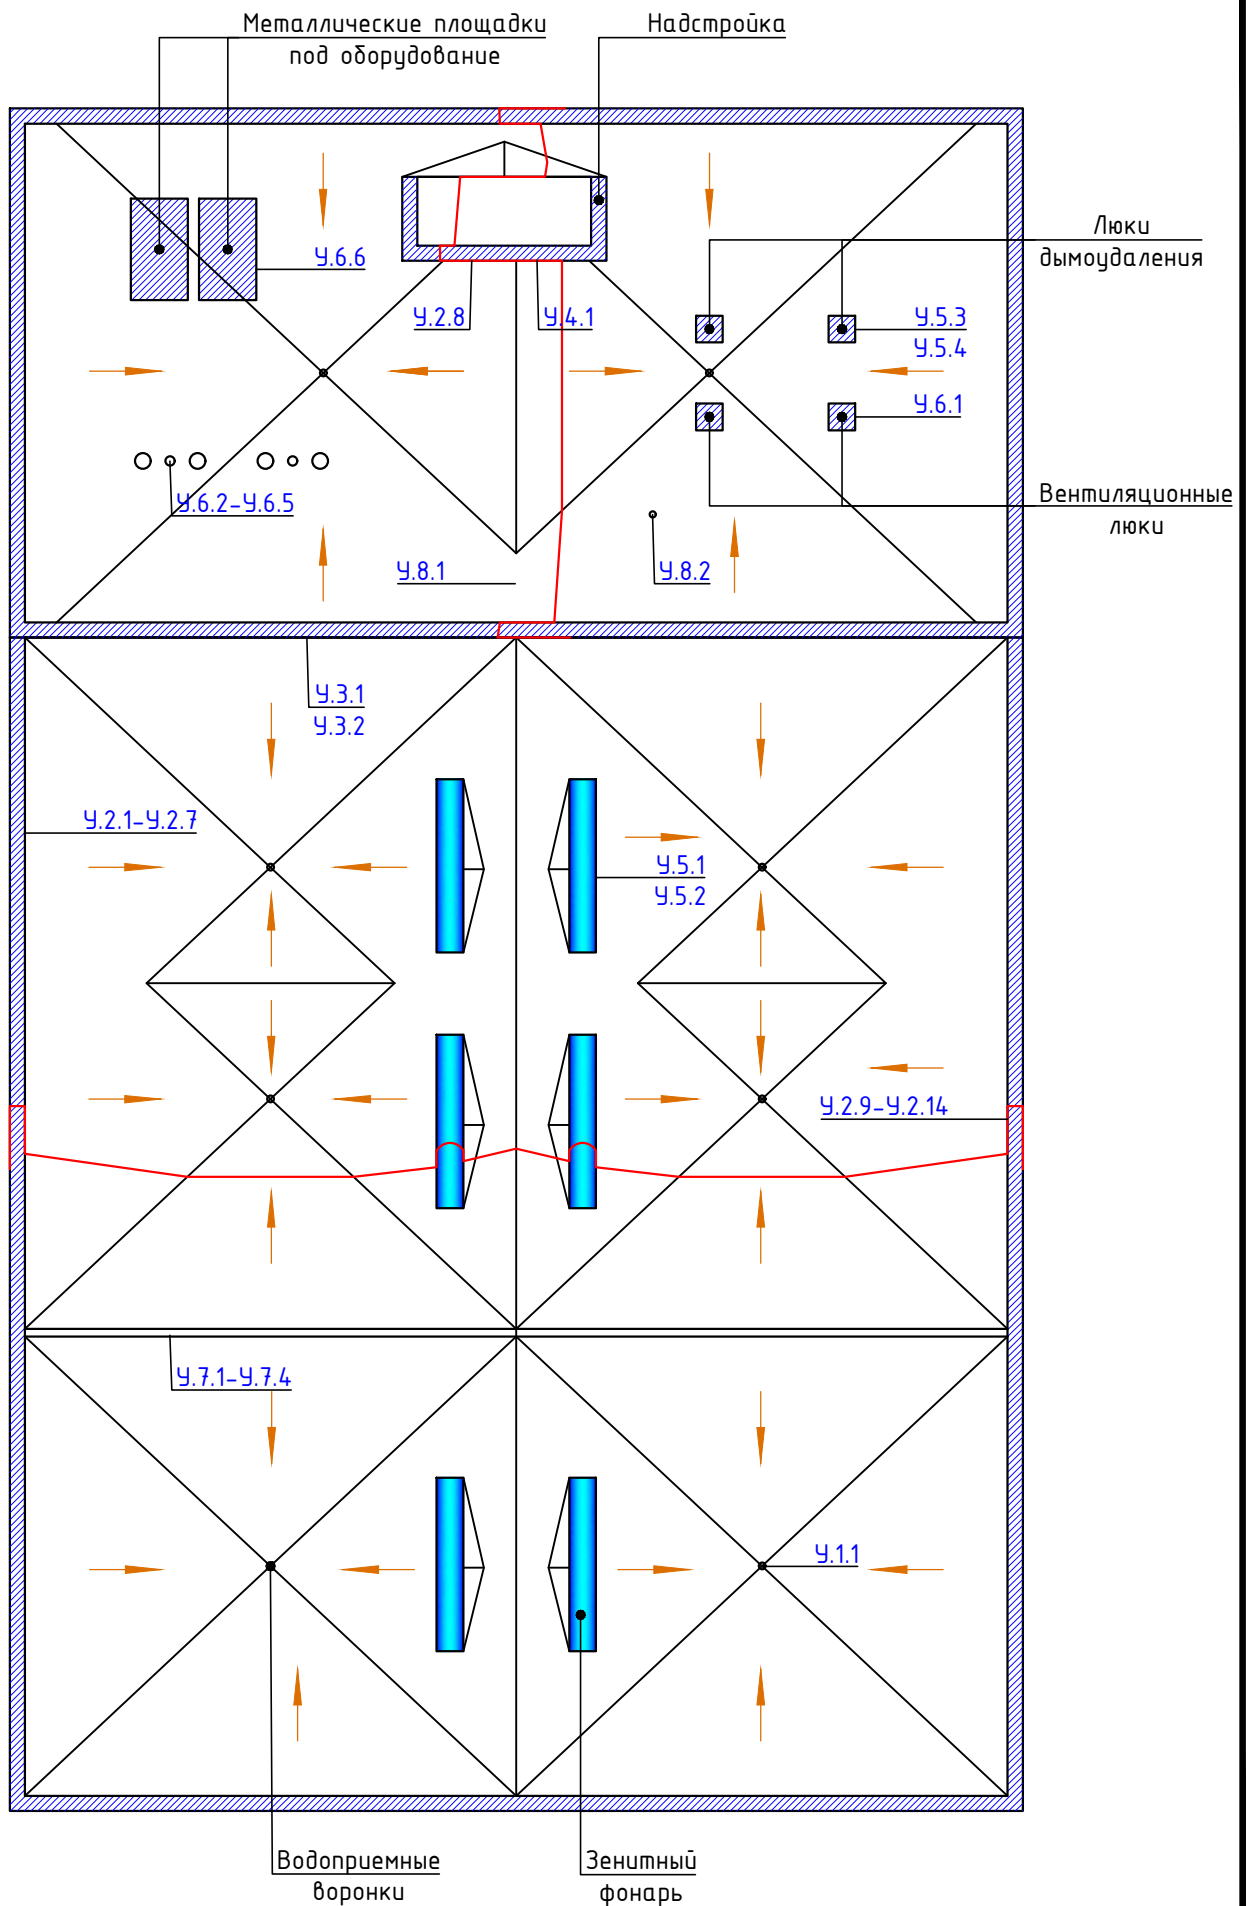 Металлические площадки
под оборудование
Надстройка
Люки
дымоудаления
У.6.6
У.2.8
У.4.1
У.5.3
У.5.4
У.6.1
Вентиляционные
люки
У.6.2-У.6.5
У.8.1
У.8.2
У.3.1
У.3.2
У.2.1-У.2.7
У.5.1
У.5.2
У.2.9-У.2.14
У.7.1-У.7.4
У.1.1
Водоприемные
воронки
Зенитный
фонарь